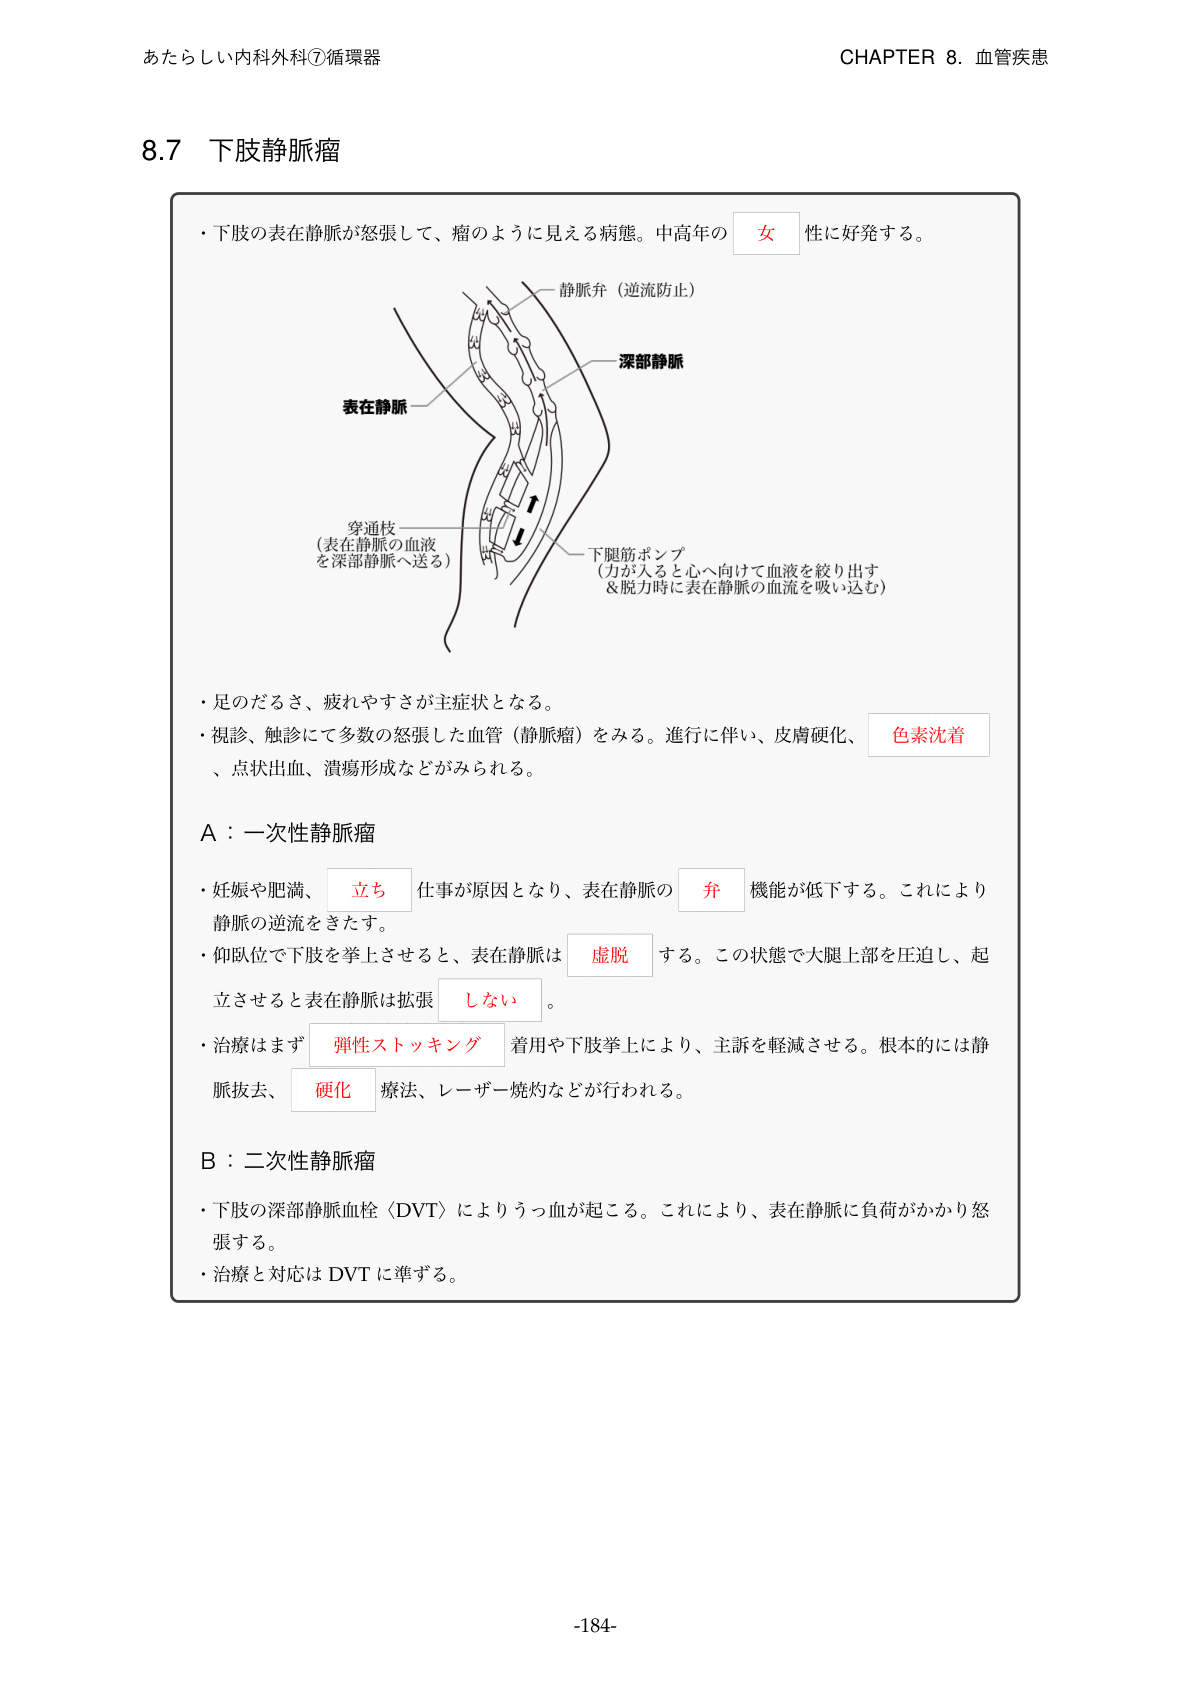 あたらしい内科外科⑦循環器
CHAPTER 8. 血管疾患
8.7 下肢静脈瘤
・下肢の表在静脈が怒張して、瘤のように見える病態。中高年の 女 性に好発する。
静脈弁（逆流防止）
深部静脈
表在静脈
穿通枝
（表在静脈の血液
を深部静脈へ送る）
下腿筋ポンプ
（力が入ると心へ向けて血液を絞り出す
＆脱力時に表在静脈の血流を吸い込む）
・足のだるさ、疲れやすさが主症状となる。
・視診、触診にて多数の怒張した血管（静脈瘤）をみる。進行に伴い、皮膚硬化、 色素沈着
、点状出血、潰瘍形成などがみられる。
A：一次性静脈瘤
・妊娠や肥満、 立ち 仕事が原因となり、表在静脈の 弁 機能が低下する。これにより
静脈の逆流をきたす。
・仰臥位で下肢を挙上させると、表在静脈は 虚脱 する。この状態で大腿上部を圧迫し、起
立させると表在静脈は拡張 しない 。
・治療はまず 弾性ストッキング 着用や下肢挙上により、主訴を軽減させる。根本的には静
脈抜去、 硬化 療法、レーザー焼灼などが行われる。
B：二次性静脈瘤
・下肢の深部静脈血栓〈DVT〉によりうっ血が起こる。これにより、表在静脈に負荷がかかり怒
張する。
・治療と対応は DVT に準ずる。
-184-